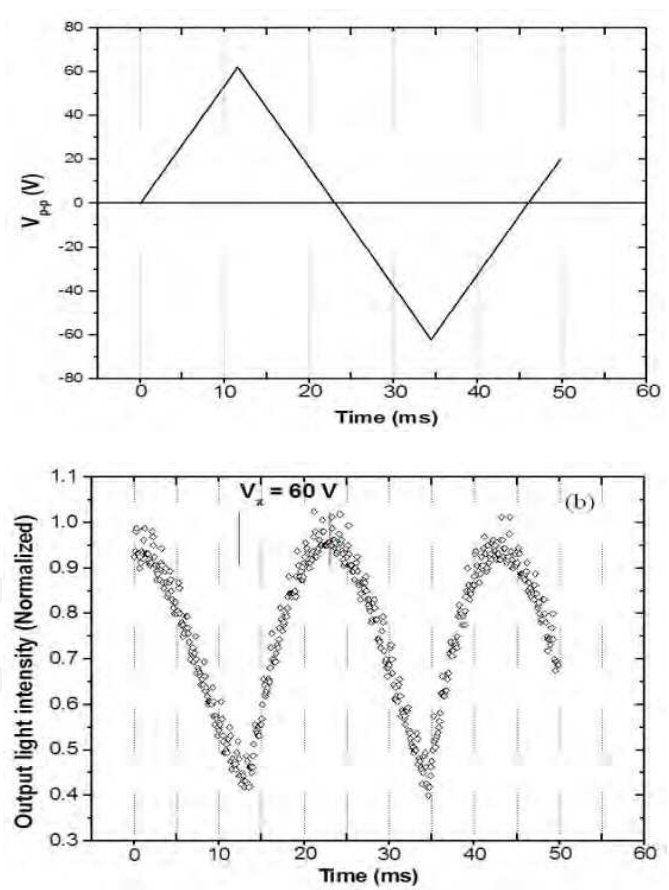 80
60
40
20
0
-20
-40
-60
-80
V p-p (V)
0 10 20 30 40 50 60
Time (ms)
1.1
1.0
0.9
0.8
0.7
0.6
0.5
0.4
0.3
Output light intensity (Normalized)
Vπ = 60 V
(b)
0 10 20 30 40 50 60
Time (ms)